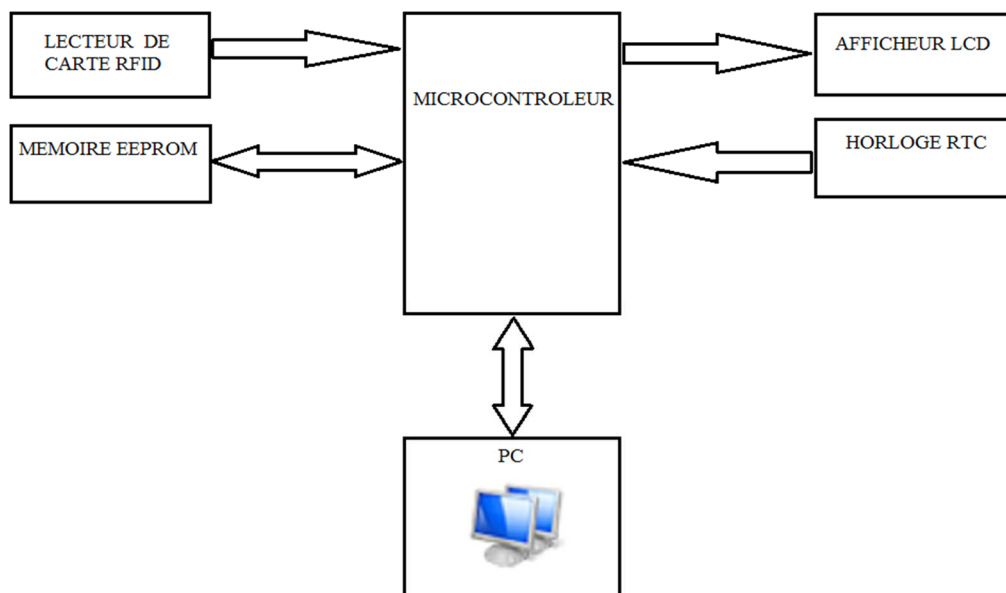 LECTEUR DE
CARTE RFID
MEMOIRE EEPROM
MICROCONTROLEUR
AFFICHEUR LCD
HORLOGE RTC
PC